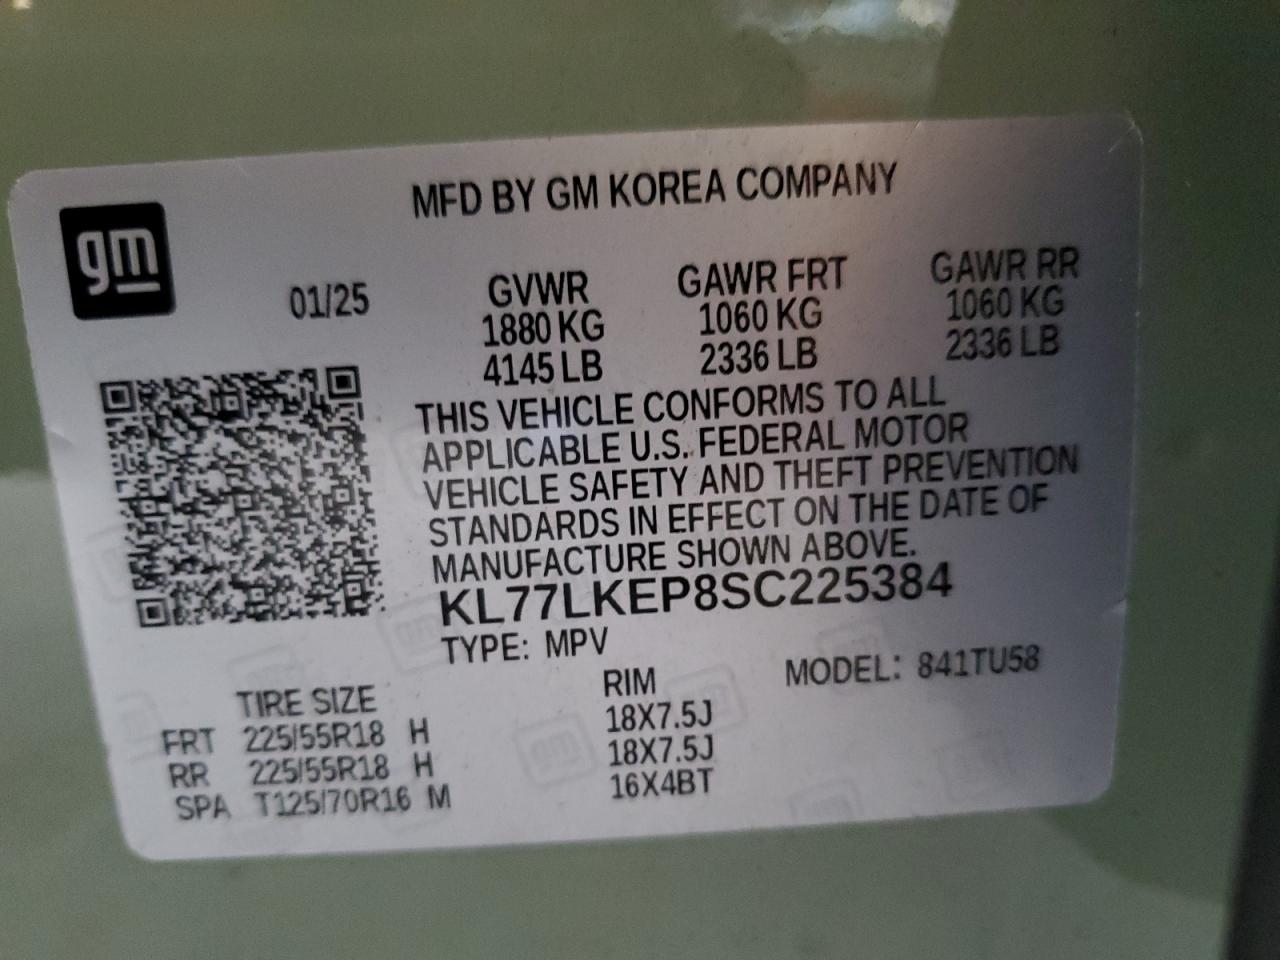 MFD BY GM KOREA COMPANY
gm
01/25
GVWR GAWR FRT GAWR RR
1880 KG 1060 KG 1060 KG
4145 LB 2336 LB 2336 LB
THIS VEHICLE CONFORMS TO ALL
APPLICABLE U.S. FEDERAL MOTOR
VEHICLE SAFETY AND THEFT PREVENTION
STANDARDS IN EFFECT ON THE DATE OF
MANUFACTURE SHOWN ABOVE.
KL77LKEP8SC225384
TYPE: MPV MODEL: 841TU58
TIRE SIZE RIM
FRT 225/55R18 H 18X7.5J
RR 225/55R18 H 18X7.5J
SPA T125/70R16 M 16X4BT